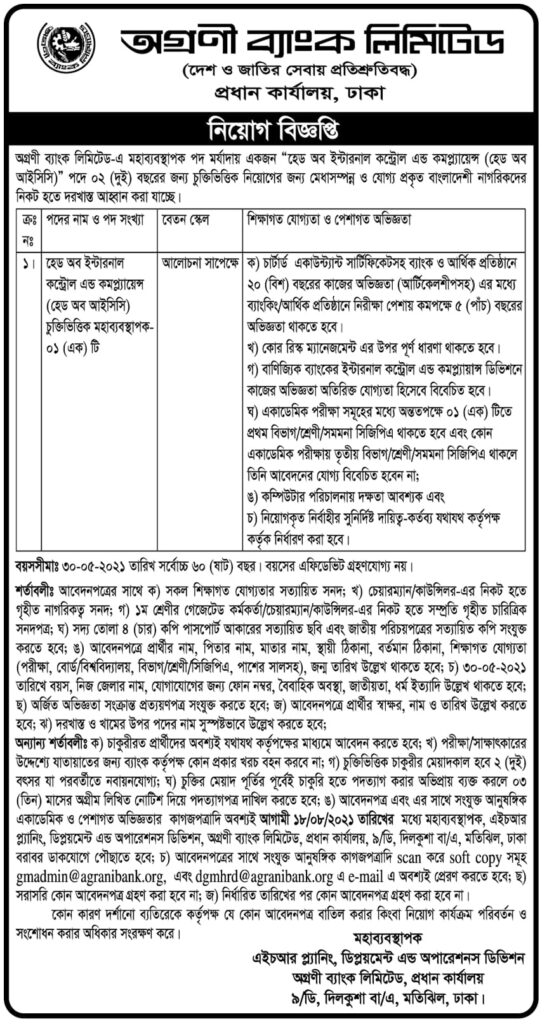 অগ্রণী ব্যাংক লিমিটেড
(দেশ ও জাতির সেবায় প্রতিশ্রুতিবদ্ধ)
প্রধান কার্যালয়, ঢাকা
নিয়োগ বিজ্ঞপ্তি
অগ্রণী ব্যাংক লিমিটেড-এ মহাব্যবস্থাপক পদ মর্যাদায় একজন “হেড অব ইন্টারনাল কন্ট্রোল এন্ড কমপ্ল্যায়েন্স (হেড অব
আইসিসি)” পদে ০২ (দুই) বছরের জন্য চুক্তিভিত্তিক নিয়োগের জন্য মেধাসম্পন্ন ও যোগ্য প্রকৃত বাংলাদেশী নাগরিকদের
নিকট হতে দরখাস্ত আহ্বান করা যাচ্ছে।
ক্রঃ নং
পদের নাম ও পদ সংখ্যা
বেতন স্কেল
শিক্ষাগত যোগ্যতা ও পেশাগত অভিজ্ঞতা
১।
হেড অব ইন্টারনাল
কন্ট্রোল এন্ড কমপ্ল্যায়েন্স
(হেড অব আইসিসি)
চুক্তিভিত্তিক মহাব্যবস্থাপক-
০১ (এক) টি
আলোচনা সাপেক্ষে
ক) চার্টার্ড একাউন্ট্যান্ট সার্টিফিকেটসহ ব্যাংক ও আর্থিক প্রতিষ্ঠানে
২০ (বিশ) বছরের কাজের অভিজ্ঞতা (আর্টিকেলশীপসহ) এর মধ্যে
ব্যাংকিং/আর্থিক প্রতিষ্ঠানে নিরীক্ষা পেশায় কমপক্ষে ৫ (পাঁচ) বছরের
অভিজ্ঞতা থাকতে হবে।
খ) কোর রিস্ক ম্যানেজমেন্ট এর উপর পূর্ণ ধারণা থাকতে হবে।
গ) বাণিজ্যিক ব্যাংকের ইন্টারনাল কন্ট্রোল এন্ড কমপ্ল্যায়ান্স ডিভিশনে
কাজের অভিজ্ঞতা অতিরিক্ত যোগ্যতা হিসেবে বিবেচিত হবে।
ঘ) একাডেমিক পরীক্ষা সমূহের মধ্যে অন্ততপক্ষে ০১ (এক) টিতে
প্রথম বিভাগ/শ্রেণী/সমমনা সিজিপিএ থাকতে হবে এবং কোন
একাডেমিক পরীক্ষায় তৃতীয় বিভাগ/শ্রেণী/সমমনা সিজিপিএ থাকলে
তিনি আবেদনের যোগ্য বিবেচিত হবেন না;
ঙ) কম্পিউটার পরিচালনায় দক্ষতা আবশ্যক এবং
চ) নিয়োগকৃত নির্বাহীর সুনির্দিষ্ট দায়িত্ব-কর্তব্য যথাযথ কর্তৃপক্ষ
কর্তৃক নির্ধারণ করা হবে।
বয়সসীমাঃ ৩০-০৫-২০২১ তারিখ সর্বোচ্চ ৬০ (ষাট) বছর। বয়সের এফিডেভিট গ্রহণযোগ্য নয়।
শর্তাবলীঃ আবেদনপত্রের সাথে ক) সকল শিক্ষাগত যোগ্যতার সত্যায়িত সনদ; খ) চেয়ারম্যান/কাউন্সিলর-এর নিকট হতে
গৃহীত নাগরিকত্ব সনদ; গ) ১ম শ্রেণীর গেজেটেড কর্মকর্তা/চেয়ারম্যান/কাউন্সিলর-এর নিকট হতে সম্প্রতি গৃহীত চারিত্রিক
সনদপত্র; ঘ) সদ্য তোলা ৪ (চার) কপি পাসপোর্ট আকারের সত্যায়িত ছবি এবং জাতীয় পরিচয়পত্রের সত্যায়িত কপি সংযুক্ত
করতে হবে; ঙ) আবেদনপত্রে প্রার্থীর নাম, পিতার নাম, মাতার নাম, স্থায়ী ঠিকানা, বর্তমান ঠিকানা, শিক্ষাগত যোগ্যতা
(পরীক্ষা, বোর্ড/বিশ্ববিদ্যালয়, বিভাগ/শ্রেণী/সিজিপিএ, পাশের সালসহ), জন্ম তারিখ উল্লেখ থাকতে হবে; চ) ৩০-০৫-২০২১
তারিখে বয়স, নিজ জেলার নাম, যোগাযোগের জন্য ফোন নম্বর, বৈবাহিক অবস্থা, জাতীয়তা, ধর্ম ইত্যাদি উল্লেখ থাকতে হবে;
ছ) অর্জিত অভিজ্ঞতা সংক্রান্ত প্রত্যয়ণপত্র সংযুক্ত করতে হবে; জ) আবেদনপত্রে প্রার্থীর স্বাক্ষর, নাম ও তারিখ উল্লেখ করতে
হবে; ঝ) দরখাস্ত ও খামের উপর পদের নাম সুস্পষ্টভাবে উল্লেখ করতে হবে;
অন্যান্য শর্তাবলীঃ ক) চাকুরীরত প্রার্থীদের অবশ্যই যথাযথ কর্তৃপক্ষের মাধ্যমে আবেদন করতে হবে; খ) পরীক্ষা/সাক্ষাৎকারের
উদ্দেশ্যে যাতায়াতের জন্য ব্যাংক কর্তৃপক্ষ কোন প্রকার খরচ বহন করবে না। গ) চুক্তিভিত্তিক চাকুরীর মেয়াদকাল হবে ২ (দুই)
বৎসর যা পরবর্তীতে নবায়নযোগ্য; ঘ) চুক্তির মেয়াদ পূর্তির পূর্বেই চাকুরি হতে পদত্যাগ করার অভিপ্রায় ব্যক্ত করলে ০৩
(তিন) মাসের অগ্রীম লিখিত নোটিশ দিয়ে পদত্যাগপত্র দাখিল করতে হবে; ঙ) আবেদনপত্র এবং এর সাথে সংযুক্ত আনুষঙ্গিক
একাডেমিক ও পেশাগত অভিজ্ঞতার কাগজপত্রাদি অবশ্যই আগামী ১৮/০৮/২০২১ তারিখের মধ্যে মহাব্যবস্থাপক, এইচআর
প্ল্যানিং, ডিপ্লয়মেন্ট এন্ড অপারেশনস ডিভিশন, অগ্রণী ব্যাংক লিমিটেড, প্রধান কার্যালয়, ৯/ডি, দিলকুশা বা/এ, মতিঝিল, ঢাকা
বরাবর ডাকযোগে পৌছাতে হবে; চ) আবেদনপত্রের সাথে সংযুক্ত আনুষঙ্গিক কাগজপত্রাদি scan করে soft copy সমূহ
gmadmin@agranibank.org, এবং dgmhrd@agranibank.org এ e-mail এ অবশ্যই প্রেরণ করতে হবে; ছ)
সরাসরি কোন আবেদনপত্র গ্রহণ করা হবে না; জ) নির্ধারিত তারিখের পর কোন আবেদনপত্র গ্রহণ করা হবে না।
কোন কারণ দর্শানো ব্যতিরেকে কর্তৃপক্ষ যে কোন আবেদনপত্র বাতিল করার কিংবা নিয়োগ কার্যক্রম পরিবর্তন ও
সংশোধন করার অধিকার সংরক্ষণ করে।
মহাব্যবস্থাপক
এইচআর প্ল্যানিং, ডিপ্লয়মেন্ট এন্ড অপারেশনস ডিভিশন
অগ্রণী ব্যাংক লিমিটেড, প্রধান কার্যালয়
৯/ডি, দিলকুশা বা/এ, মতিঝিল, ঢাকা।